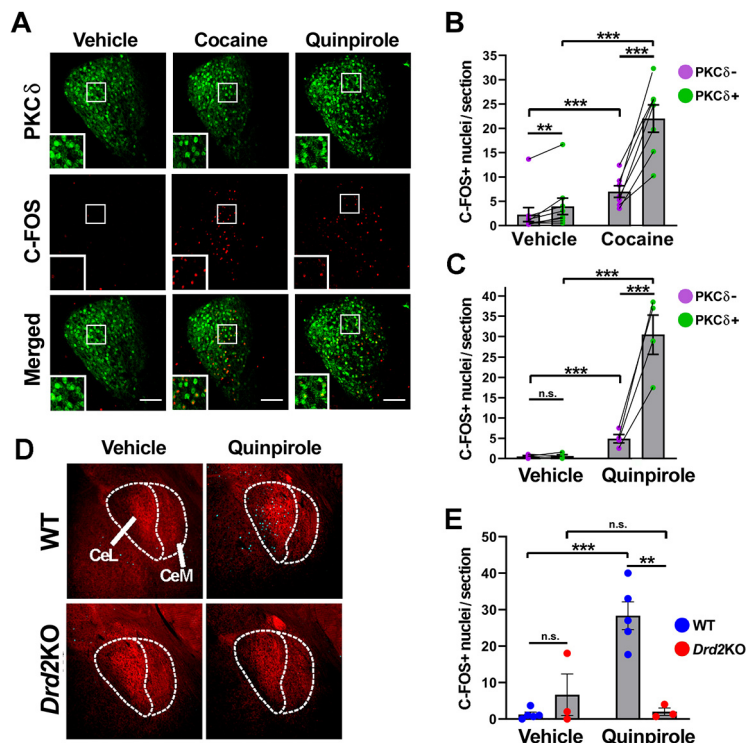 A
Vehicle Cocaine Quinpirole
PKCδ
C-FOS
Merged
B
C-FOS+ nuclei/ section
35
30
25
20
15
10
5
0
***
***
***
**
PKCδ-
PKCδ+
Vehicle Cocaine
C
C-FOS+ nuclei/ section
40
35
30
25
20
15
10
5
0
***
***
***
n.s.
PKCδ-
PKCδ+
Vehicle Quinpirole
D
Vehicle Quinpirole
WT
CeL
CeM
Drd2KO
E
C-FOS+ nuclei/ section
50
40
30
20
10
0
n.s.
***
**
n.s.
WT
Drd2KO
Vehicle Quinpirole